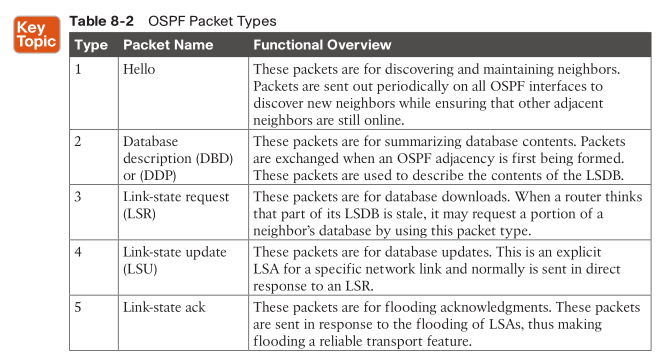 Key
Topic
Table 8-2 OSPF Packet Types
Type Packet Name Functional Overview
1 Hello These packets are for discovering and maintaining neighbors.
Packets are sent out periodically on all OSPF interfaces to
discover new neighbors while ensuring that other adjacent
neighbors are still online.
2 Database These packets are for summarizing database contents. Packets
description (DBD) are exchanged when an OSPF adjacency is first being formed.
or (DDP) These packets are used to describe the contents of the LSDB.
3 Link-state request These packets are for database downloads. When a router thinks
(LSR) that part of its LSDB is stale, it may request a portion of a
neighbor's database by using this packet type.
4 Link-state update These packets are for database updates. This is an explicit
(LSU) LSA for a specific network link and normally is sent in direct
response to an LSR.
5 Link-state ack These packets are for flooding acknowledgments. These packets
are sent in response to the flooding of LSAs, thus making
flooding a reliable transport feature.